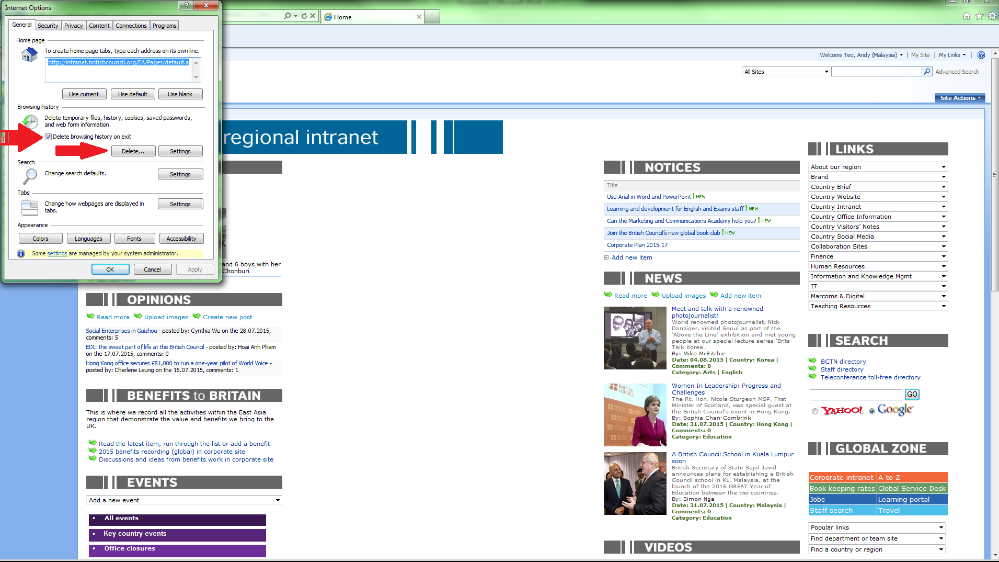 Internet Options
General Security Privacy Content Connections Programs
Home page
To create home page tabs, type each address on its own line.
http://intranet.britishcouncil.org/EA/Pages/default.a
Use current Use default Use blank
Browsing history
Delete temporary files, history, cookies, saved passwords,
and web form information.
Delete browsing history on exit
Delete... Settings
Search
Change search defaults.
Settings
Tabs
Change how webpages are displayed in
tabs.
Settings
Appearance
Colors Languages Fonts Accessibility
Some settings are managed by your system administrator.
OK Cancel Apply
Home
Welcome Teo, Andy (Malaysia) | My Site | My Links |
All Sites
Advanced Search
Site Actions
regional intranet
and 6 boys with her
Chonburi
OPINIONS
Read more Upload images Create new post
Social Enterprises in Guizhou - posted by: Cynthia Wu on the 28.07.2015,
comments: 5
EDI: the sweet part of life at the British Council - posted by: Hoai Anh Pham
on the 17.07.2015, comments: 0
Hong Kong office secures £81,000 to run a one-year pilot of World Voice -
posted by: Charlene Leung on the 16.07.2015, comments: 1
BENEFITS to BRITAIN
This is where we record all the activities within the East Asia
region that demonstrate the value and benefits we bring to the
UK.
Read the latest item, run through the list or add a benefit
2015 benefits recording (global) in corporate site
Discussions and ideas from benefits work in corporate site
EVENTS
Add a new event
• All events
• Key country events
• Office closures
NOTICES
Title
Use Arial in Word and PowerPoint ! NEW
Learning and development for English and Exams staff ! NEW
Can the Marketing and Communications Academy help you? ! NEW
Join the British Council's new global book club ! NEW
Corporate Plan 2015-17
Add new item
NEWS
Read more Upload images Add new item
Meet and talk with a renowned
photojournalist!
World renowned photojournalist, Nick
Danziger, visited Seoul as part of the
'Above the Line' exhibition and met young
people at our special lecture series 'Brits
Talk Korea'.
By: Mike McRitchie
Date: 04.08.2015 | Country: Korea |
Comments: 0
Category: Arts | English
BRITISH
COUNCIL
Women In Leadership: Progress and
Challenges
The Rt. Hon. Nicola Sturgeon MSP, First
Minister of Scotland, was special guest at
the British Council's event in Hong Kong.
By: Sophia Chan-Combrink
Date: 31.07.2015 | Country: Hong Kong |
Comments: 0
Category: Education
A British Council School in Kuala Lumpur
soon
British Secretary of State Sajid Javid
announces plans for establishing a British
Council school in KL, Malaysia, at the
launch of the 2016 GREAT Year of
Education between the two countries.
By: Simon Nga
Date: 31.07.2015 | Country: Malaysia |
Comments: 0
Category: Education
VIDEOS
LINKS
About our region
Brand
Country Brief
Country Website
Country Intranet
Country Office Information
Country Visitors' Notes
Country Social Media
Collaboration Sites
Finance
Human Resources
Information and Knowledge Mgmt
IT
Marcoms & Digital
Teaching Resources
SEARCH
BCTN directory
Staff directory
Teleconference toll-free directory
GO
YAHOO! Google
GLOBAL ZONE
Corporate intranet A to Z
Book keeping rates Global Service Desk
Jobs Learning portal
Staff search Travel
Popular links
Find department or team site
Find a country or region